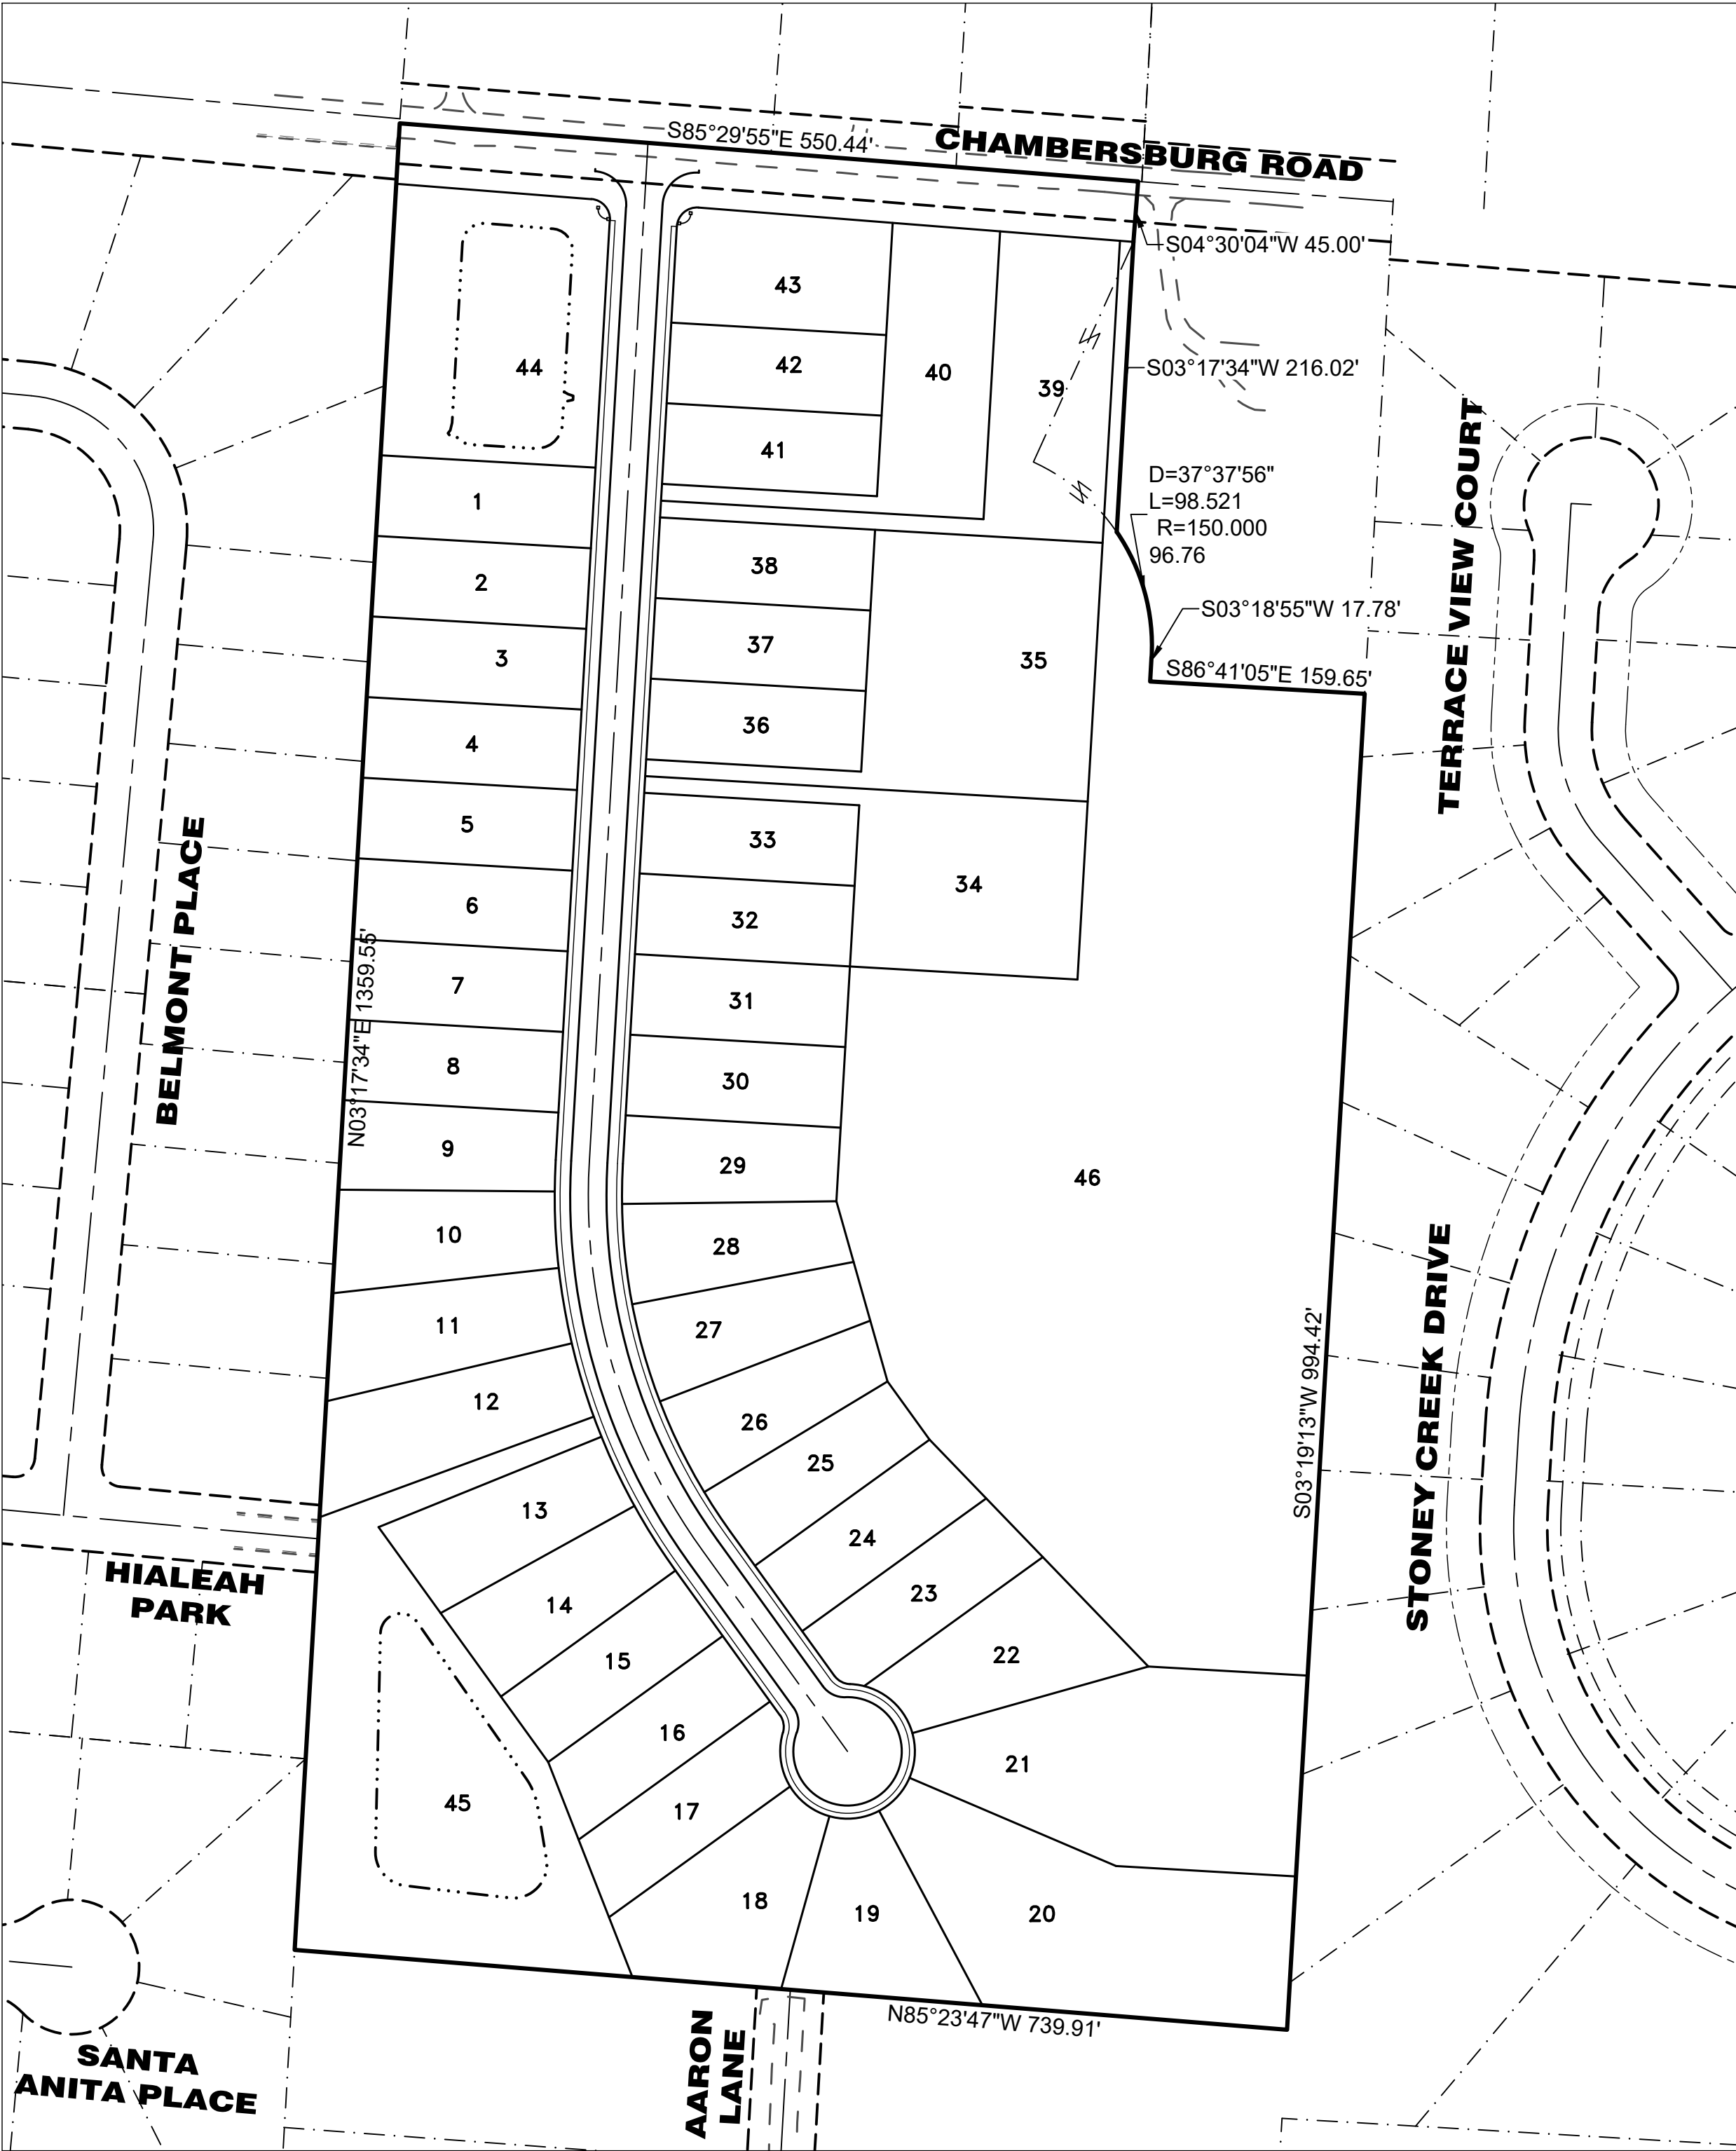 S85°29'55"E 550.44'
CHAMBERSBURG ROAD
S04°30'04"W 45.00'
43
44
42
40
39
S03°17'34"W 216.02'
41
TERRACE VIEW COURT
D=37°37'56"
L=98.521
R=150.000
96.76
1
38
2
S03°18'55"W 17.78'
37
3
35
S86°41'05"E 159.65'
36
4
5
33
BELMONT PLACE
34
6
32
N03°17'34"E 1359.55'
7
31
8
30
9
29
46
10
28
11
27
STONEY CREEK DRIVE
S03°19'13"W 994.42'
12
26
25
13
24
HIALEAH
PARK
14
23
15
22
16
21
45
17
18
19
20
N85°23'47"W 739.91'
SANTA
ANITA PLACE
AARON
LANE